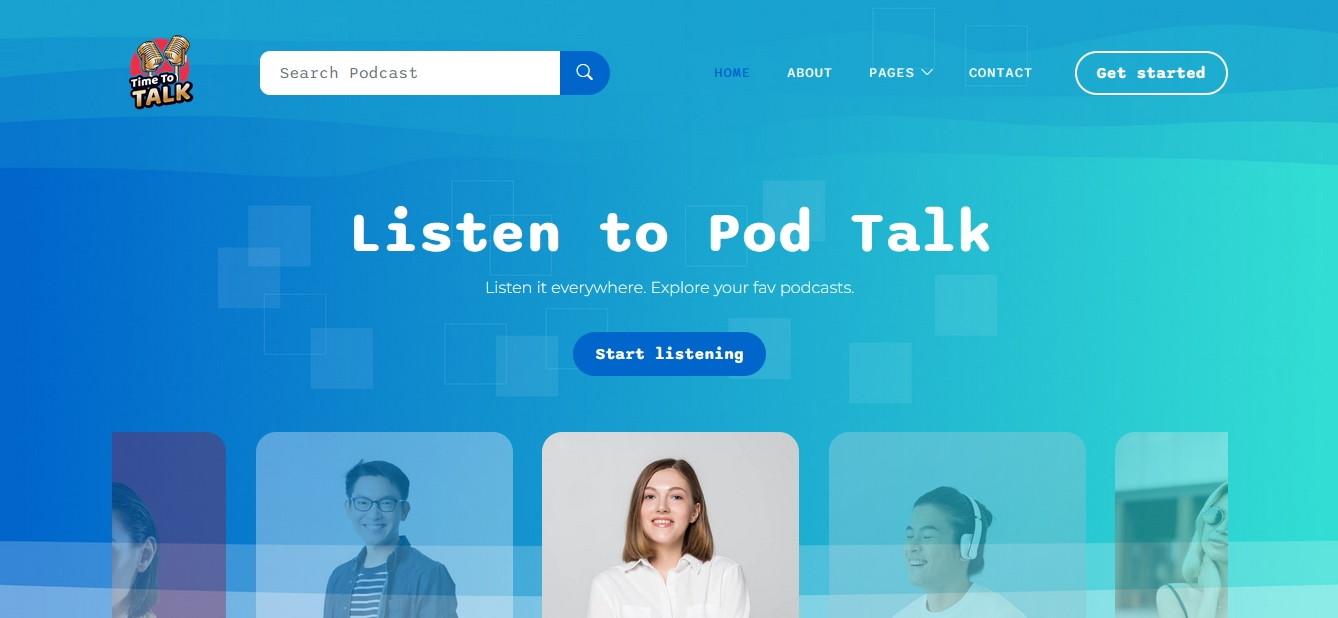 Time To
TALK
Search Podcast
HOME
ABOUT
PAGES
CONTACT
Get started
Listen to Pod Talk
Listen it everywhere. Explore your fav podcasts.
Start listening